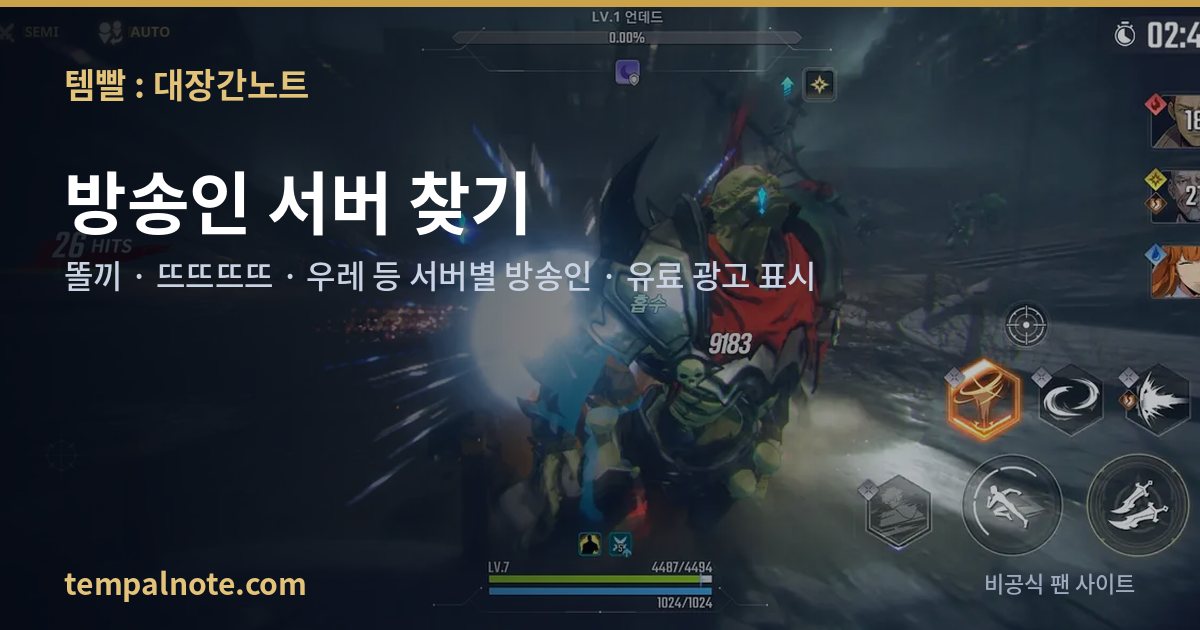 LV.1 언데드
SEMI
AUTO
0.00%
02:4
템빨 : 대장간노트
방송인 서버 찾기
26 HITS
똘끼 · 뜨뜨뜨뜨 · 우레 등 서버별 방송인 · 유료 광고 표시
흡수
9183
LV.7
4487/4494
1024/1024
tempalnote.com
비공식 팬 사이트